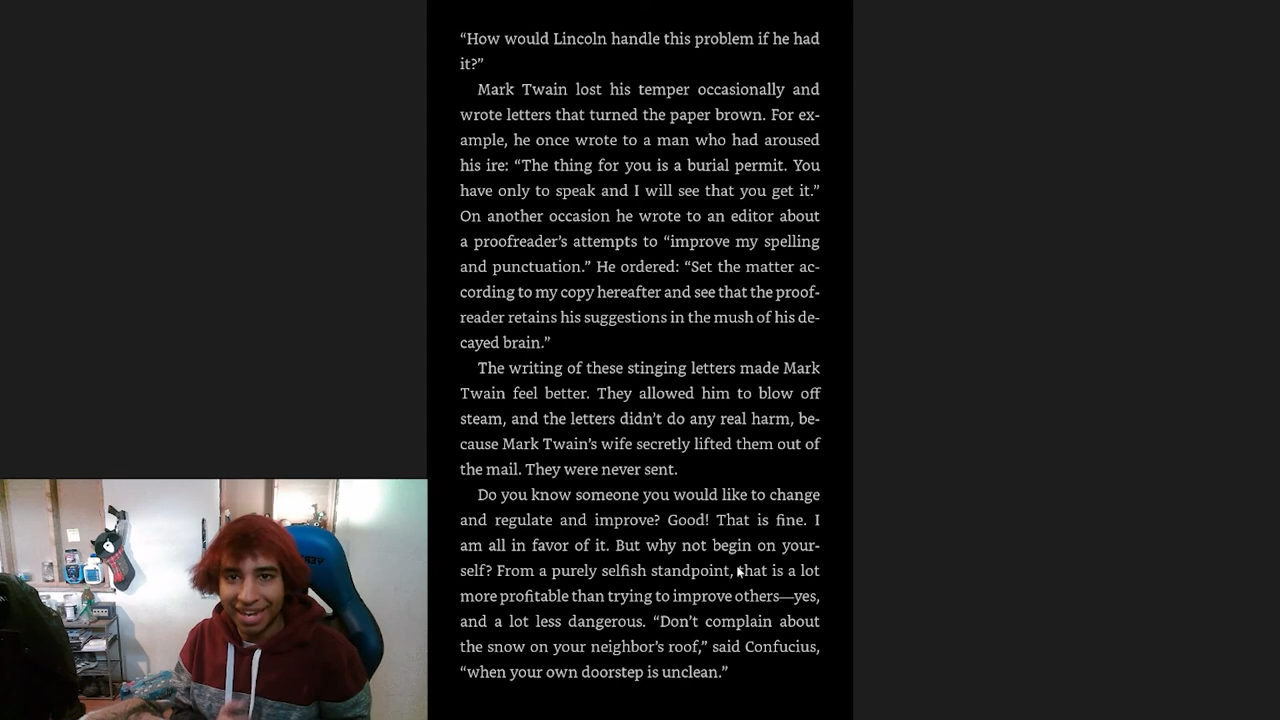 “How would Lincoln handle this problem if he had
it?”
Mark Twain lost his temper occasionally and
wrote letters that turned the paper brown. For ex-
ample, he once wrote to a man who had aroused
his ire: “The thing for you is a burial permit. You
have only to speak and I will see that you get it.”
On another occasion he wrote to an editor about
a proofreader’s attempts to “improve my spelling
and punctuation.” He ordered: “Set the matter ac-
cording to my copy hereafter and see that the proof-
reader retains his suggestions in the mush of his de-
cayed brain.”
The writing of these stinging letters made Mark
Twain feel better. They allowed him to blow off
steam, and the letters didn’t do any real harm, be-
cause Mark Twain’s wife secretly lifted them out of
the mail. They were never sent.
Do you know someone you would like to change
and regulate and improve? Good! That is fine. I
am all in favor of it. But why not begin on your-
self? From a purely selfish standpoint, that is a lot
more profitable than trying to improve others—yes,
and a lot less dangerous. “Don’t complain about
the snow on your neighbor’s roof,” said Confucius,
“when your own doorstep is unclean.”